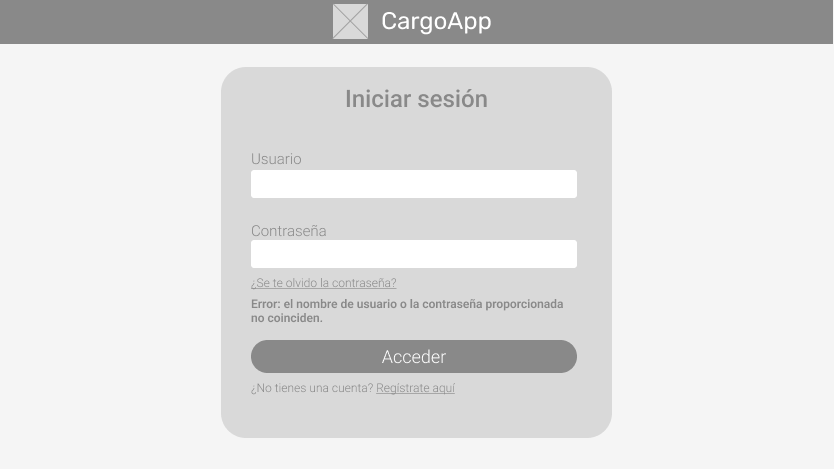 CargoApp
Iniciar sesión
Usuario
Contraseña
¿Se te olvido la contraseña?
Error: el nombre de usuario o la contraseña proporcionada
no coinciden.
Acceder
¿No tienes una cuenta? Regístrate aquí